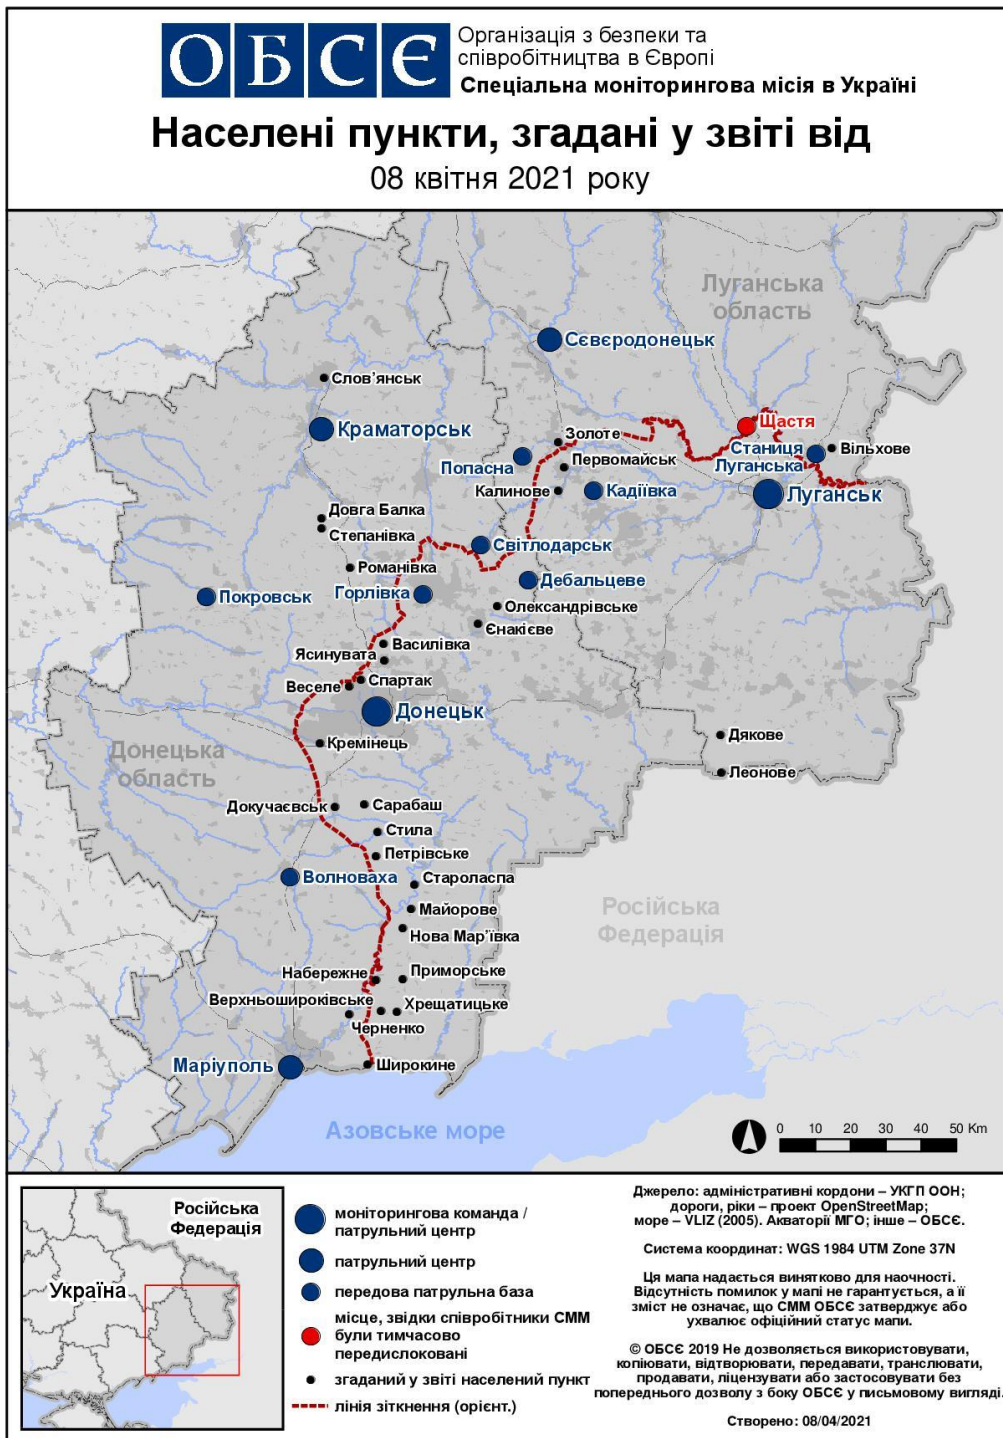 ОБСЄ
Організація з безпеки та
співробітництва в Європі
Спеціальна моніторингова місія в Україні
Населені пункти, згадані у звіті від
08 квітня 2021 року
Луганська
область
Сєвєродонецьк
Слов'янськ
Краматорськ
Щастя
Золоте
Станиця
Луганська
Вільхове
Попасна
Первомайськ
Калинове
Кадіївка
Луганськ
Довга Балка
Степанівка
Світлодарськ
Романівка
Дебальцеве
Горлівка
Покровськ
Олександрівське
Єнакієве
Василівка
Ясинувата
Спартак
Веселе
Донецьк
Донецька
область
Кремінець
Дякове
Леонове
Докучаєвськ
Сарабаш
Стила
Петрівське
Волноваха
Староласпа
Майорове
Нова Мар'ївка
Російська
Федерація
Набережне
Приморське
Верхньошироківське
Хрещатицьке
Черненко
Маріуполь
Широкине
Азовське море
0 10 20 30 40 50 Km
Російська
Федерація
Україна
моніторингова команда /
патрульний центр
патрульний центр
передова патрульна база
місце, звідки співробітники СММ
були тимчасово
передислоковані
згаданий у звіті населений пункт
лінія зіткнення (орієнт.)
Джерело: адміністративні кордони – УКГП ООН;
дороги, ріки – проект OpenStreetMap;
море – VLIZ (2005). Акваторії МГО; інше – ОБСЄ.
Система координат: WGS 1984 UTM Zone 37N
Ця мапа надається винятково для наочності.
Відсутність помилок у мапі не гарантується, а її
зміст не означає, що СММ ОБСЄ затверджує або
ухвалює офіційний статус мапи.
© ОБСЄ 2019 Не дозволяється використовувати,
копіювати, відтворювати, передавати, транслювати,
продавати, ліцензувати або застосовувати без
попереднього дозволу з боку ОБСЄ у письмовому вигляді.
Створено: 08/04/2021